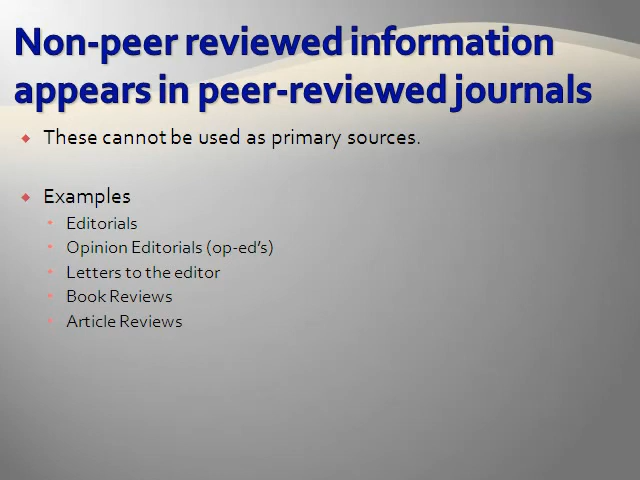 Non-peer reviewed information
appears in peer-reviewed journals
These cannot be used as primary sources.
Examples
Editorials
Opinion Editorials (op-ed's)
Letters to the editor
Book Reviews
Article Reviews